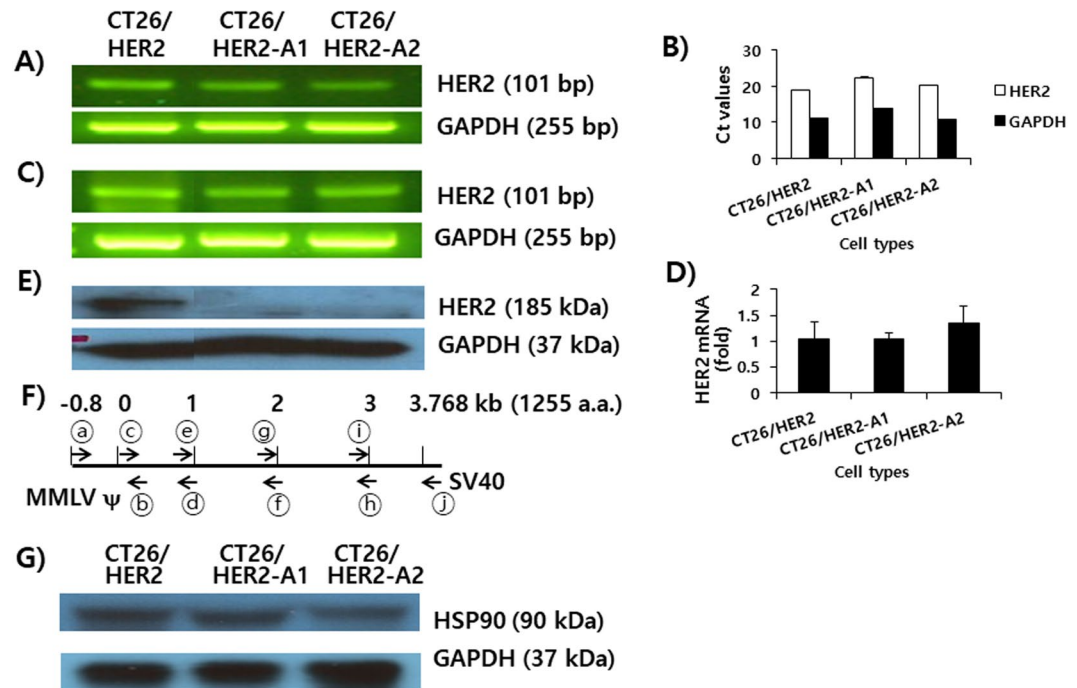 CT26/ CT26/ CT26/
HER2 HER2-A1 HER2-A2
A)
HER2 (101 bp)
GAPDH (255 bp)
B)
Ct values
30
20
10
0
HER2
GAPDH
CT26/HER2
CT26/HER2-A1
CT26/HER2-A2
Cell types
C)
HER2 (101 bp)
GAPDH (255 bp)
D)
HER2 mRNA
(fold)
2
1.5
1
0.5
0
CT26/HER2
CT26/HER2-A1
CT26/HER2-A2
Cell types
E)
HER2 (185 kDa)
GAPDH (37 kDa)
F)
-0.8 0 1 2 3 3.768 kb (1255 a.a.)
ⓐ ⓒ ⓔ ⓖ ⓘ
SV40
MMLV ψ ⓑ ⓓ ⓕ ⓗ ⓙ
G)
CT26/ CT26/ CT26/
HER2 HER2-A1 HER2-A2
HSP90 (90 kDa)
GAPDH (37 kDa)